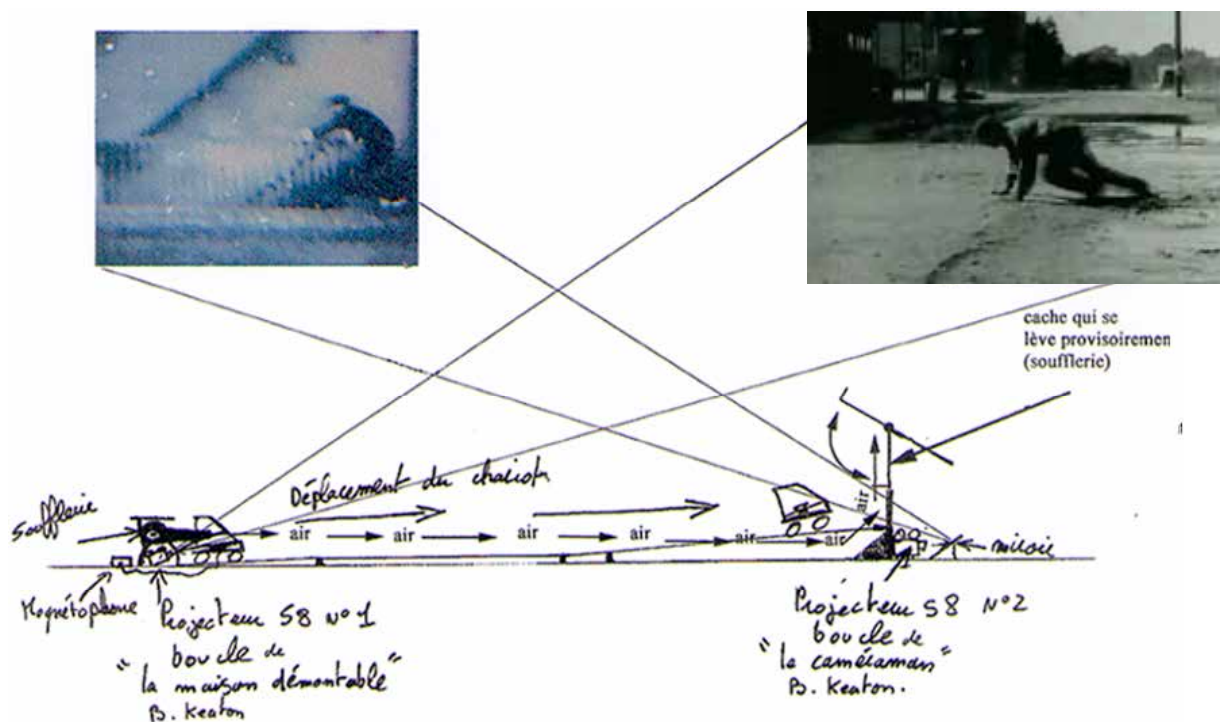 cache qui se
lève provisoiremen
(soufflerie)
Déplacement du chariot
soufflerie
air
air
air
air
air
air
air
air
miroir
Magnétophone
Projecteur S8 N°1
boucle de
"la maison démontable"
B. Keaton
Projecteur S8 N°2
boucle de
"le caméraman"
B. Keaton.